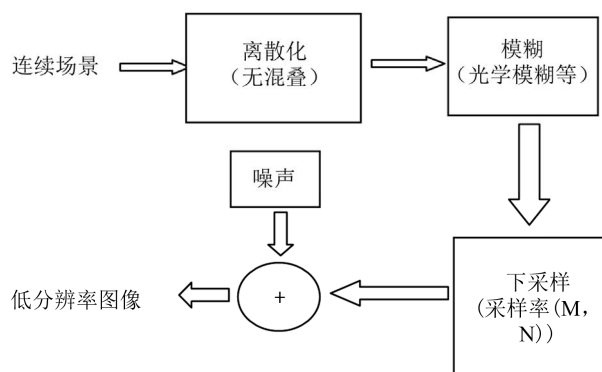 连续场景
离散化
（无混叠）
模糊
（光学模糊等）
噪声
下采样
(采样率(M，
N))
+
低分辨率图像